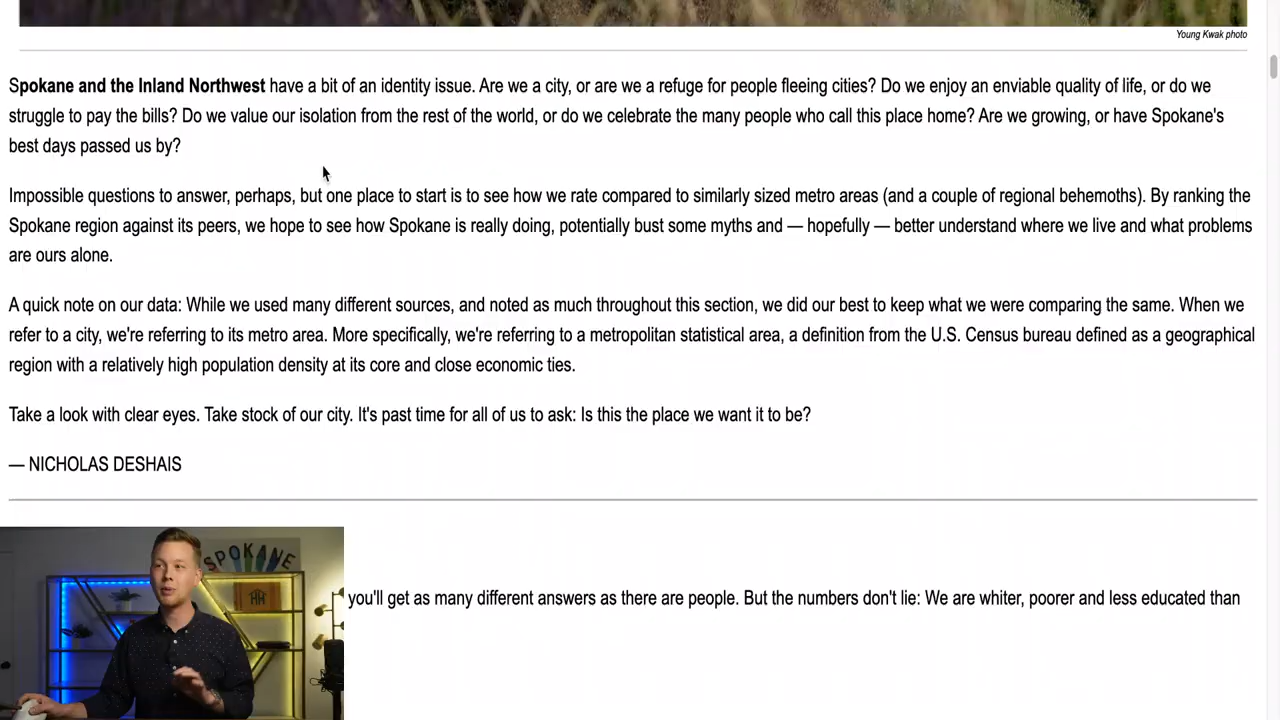 Young Kwak photo
Spokane and the Inland Northwest have a bit of an identity issue. Are we a city, or are we a refuge for people fleeing cities? Do we enjoy an enviable quality of life, or do we
struggle to pay the bills? Do we value our isolation from the rest of the world, or do we celebrate the many people who call this place home? Are we growing, or have Spokane's
best days passed us by?
Impossible questions to answer, perhaps, but one place to start is to see how we rate compared to similarly sized metro areas (and a couple of regional behemoths). By ranking the
Spokane region against its peers, we hope to see how Spokane is really doing, potentially bust some myths and — hopefully — better understand where we live and what problems
are ours alone.
A quick note on our data: While we used many different sources, and noted as much throughout this section, we did our best to keep what we were comparing the same. When we
refer to a city, we're referring to its metro area. More specifically, we're referring to a metropolitan statistical area, a definition from the U.S. Census bureau defined as a geographical
region with a relatively high population density at its core and close economic ties.
Take a look with clear eyes. Take stock of our city. It's past time for all of us to ask: Is this the place we want it to be?
— NICHOLAS DESHAIS
SPOKANE
HH
you'll get as many different answers as there are people. But the numbers don't lie: We are whiter, poorer and less educated than